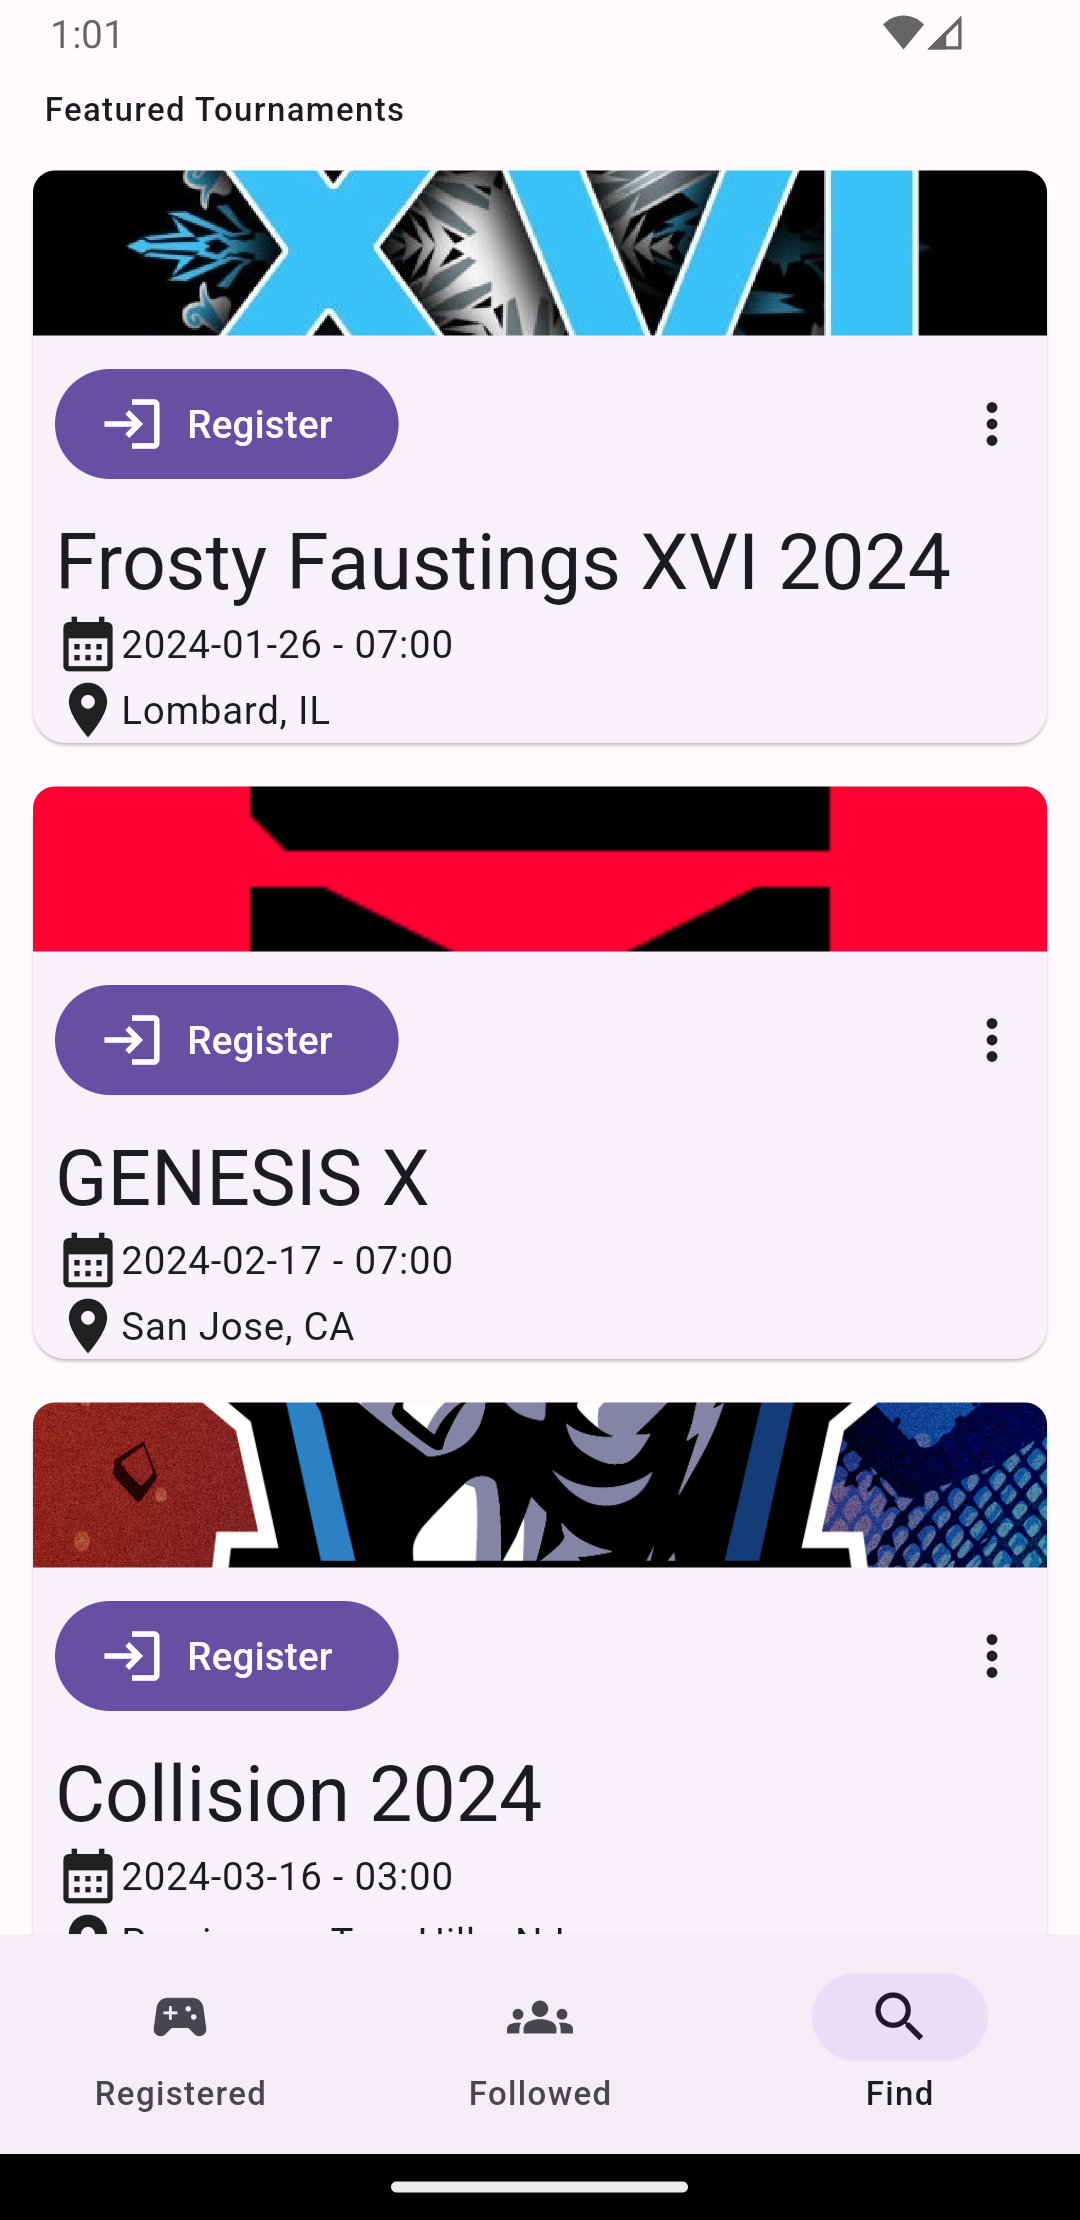 1:01
Featured Tournaments
XVI
Register
Frosty Faustings XVI 2024
2024-01-26 - 07:00
Lombard, IL
Register
GENESIS X
2024-02-17 - 07:00
San Jose, CA
Register
Collision 2024
2024-03-16 - 03:00
Registered
Followed
Find